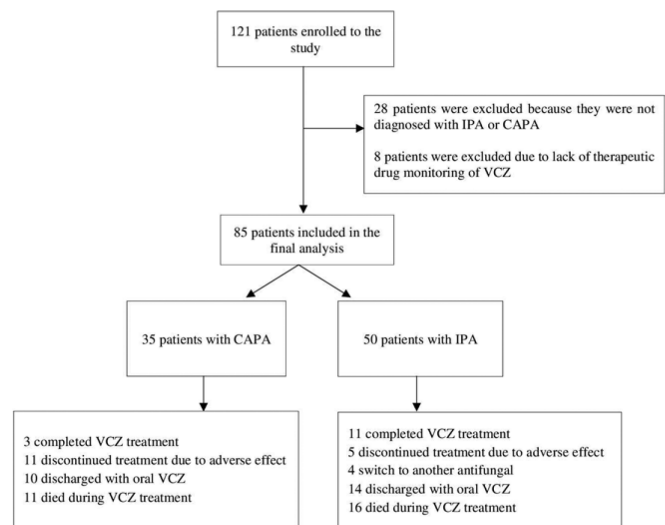 121 patients enrolled to the
study
28 patients were excluded because they were not
diagnosed with IPA or CAPA
8 patients were excluded due to lack of therapeutic
drug monitoring of VCZ
85 patients included in the
final analysis
35 patients with CAPA
50 patients with IPA
3 completed VCZ treatment
11 discontinued treatment due to adverse effect
10 discharged with oral VCZ
11 died during VCZ treatment
11 completed VCZ treatment
5 discontinued treatment due to adverse effect
4 switch to another antifungal
14 discharged with oral VCZ
16 died during VCZ treatment